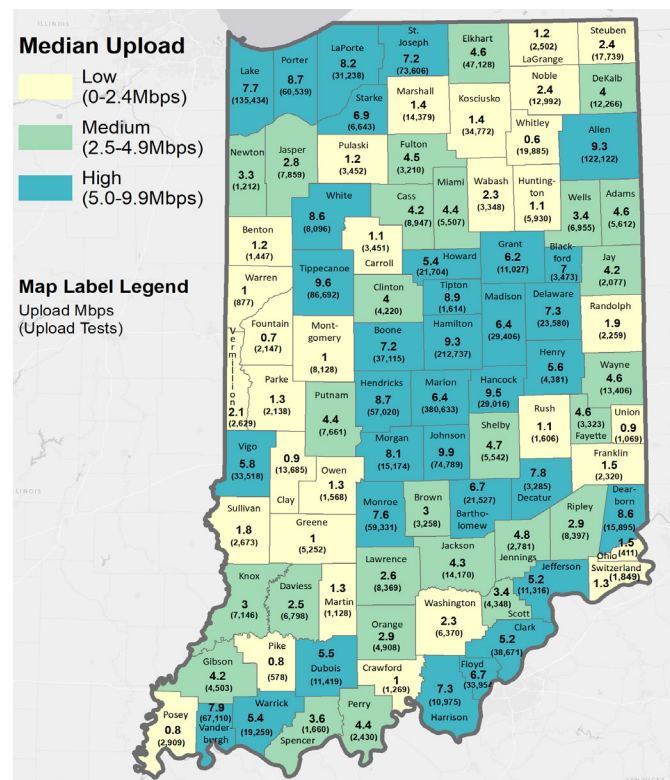 Median Upload
Low
(0-2.4Mbps)
Medium
(2.5-4.9Mbps)
High
(5.0-9.9Mbps)
Map Label Legend
Upload Mbps
(Upload Tests)
Lake
7.7
(135,434)
Porter
8.7
(60,539)
LaPorte
8.2
(31,238)
St.
Joseph
7.2
(73,606)
Elkhart
4.6
(47,128)
1.2
(2,502)
LaGrange
Steuben
2.4
(17,739)
Starke
6.9
(6,643)
Marshall
1.4
(14,379)
Kosciusko
1.4
(34,772)
Noble
2.4
(12,992)
DeKalb
4
(12,266)
Newton
3.3
(1,212)
Jasper
2.8
(7,859)
Pulaski
1.2
(3,452)
Fulton
4.5
(3,210)
Whitley
0.6
(19,885)
Allen
9.3
(122,122)
White
8.6
(8,096)
Cass
4.2
(8,947)
Miami
4.4
(5,507)
Wabash
2.3
(3,348)
Hunting-
ton
1.1
(5,930)
Wells
3.4
(6,955)
Adams
4.6
(5,612)
Benton
1.2
(1,447)
1.1
(3,451)
Carroll
5.4
Howard
(21,704)
Grant
6.2
(11,027)
Black-
ford
7
(3,473)
Jay
4.2
(2,077)
Warren
1
(877)
Tippecanoe
9.6
(86,692)
Clinton
4
(4,220)
Tipton
8.9
(1,614)
Madison
6.4
(29,406)
Delaware
7.3
(23,580)
Randolph
1.9
(2,259)
Fountain
0.7
(2,147)
Mont-
gomery
1
(8,128)
Boone
7.2
(37,115)
Hamilton
9.3
(212,737)
Henry
5.6
(4,381)
Wayne
4.6
(13,406)
Vermillion
2.1
(2,629)
Parke
1.3
(2,138)
Putnam
4.4
(7,661)
Hendricks
8.7
(57,020)
Marion
6.4
(380,633)
Hancock
9.5
(29,016)
Rush
1.1
(1,606)
4.6
(3,323)
Fayette
Union
0.9
(1,069)
Vigo
5.8
(33,518)
0.9
(13,685)
Clay
Owen
1.3
(1,568)
Morgan
8.1
(15,174)
Johnson
9.9
(74,789)
Shelby
4.7
(5,542)
Franklin
1.5
(2,320)
Sullivan
1.8
(2,673)
Greene
1
(5,252)
Monroe
7.6
(59,331)
Brown
3
(3,258)
6.7
(21,527)
Bartho-
lomew
7.8
(3,285)
Decatur
Ripley
2.9
(8,397)
Dear-
born
8.6
(15,895)
1.5
(411)
Ohio
Knox
3
(7,146)
Daviess
2.5
(6,798)
1.3
Martin
(1,128)
Lawrence
2.6
(8,369)
Jackson
4.3
(14,170)
4.8
(2,781)
Jennings
Jefferson
5.2
(11,316)
Switzerland
1.3
(1,849)
Orange
2.9
(4,908)
Washington
2.3
(6,370)
3.4
(4,348)
Scott
Clark
5.2
(38,671)
Gibson
4.2
(4,503)
Pike
0.8
(578)
5.5
Dubois
(11,419)
Crawford
1
(1,269)
Floyd
6.7
(33,954
7.3
(10,975)
Harrison
Posey
0.8
(2,909)
7.9
(67,110)
Vander-
burgh
Warrick
5.4
(19,259)
3.6
(1,660)
Spencer
Perry
4.4
(2,430)
ILLINOIS